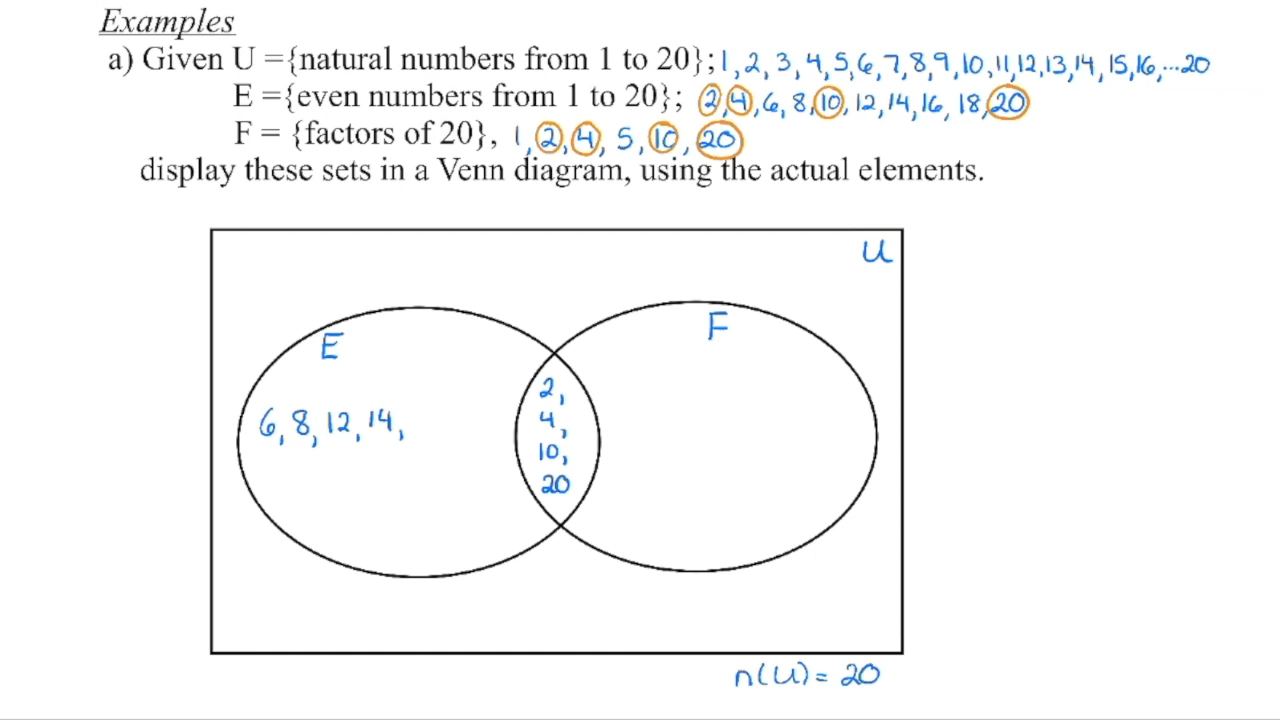 Examples
a) Given U ={natural numbers from 1 to 20}; 1, 2, 3, 4, 5, 6, 7, 8, 9, 10, 11, 12, 13, 14, 15, 16, ...20
E ={even numbers from 1 to 20}; 2, 4, 6, 8, 10, 12, 14, 16, 18, 20
F = {factors of 20}, 1, 2, 4, 5, 10, 20
display these sets in a Venn diagram, using the actual elements.
U
E
F
6, 8, 12, 14,
2,
4,
10,
20
n(U) = 20